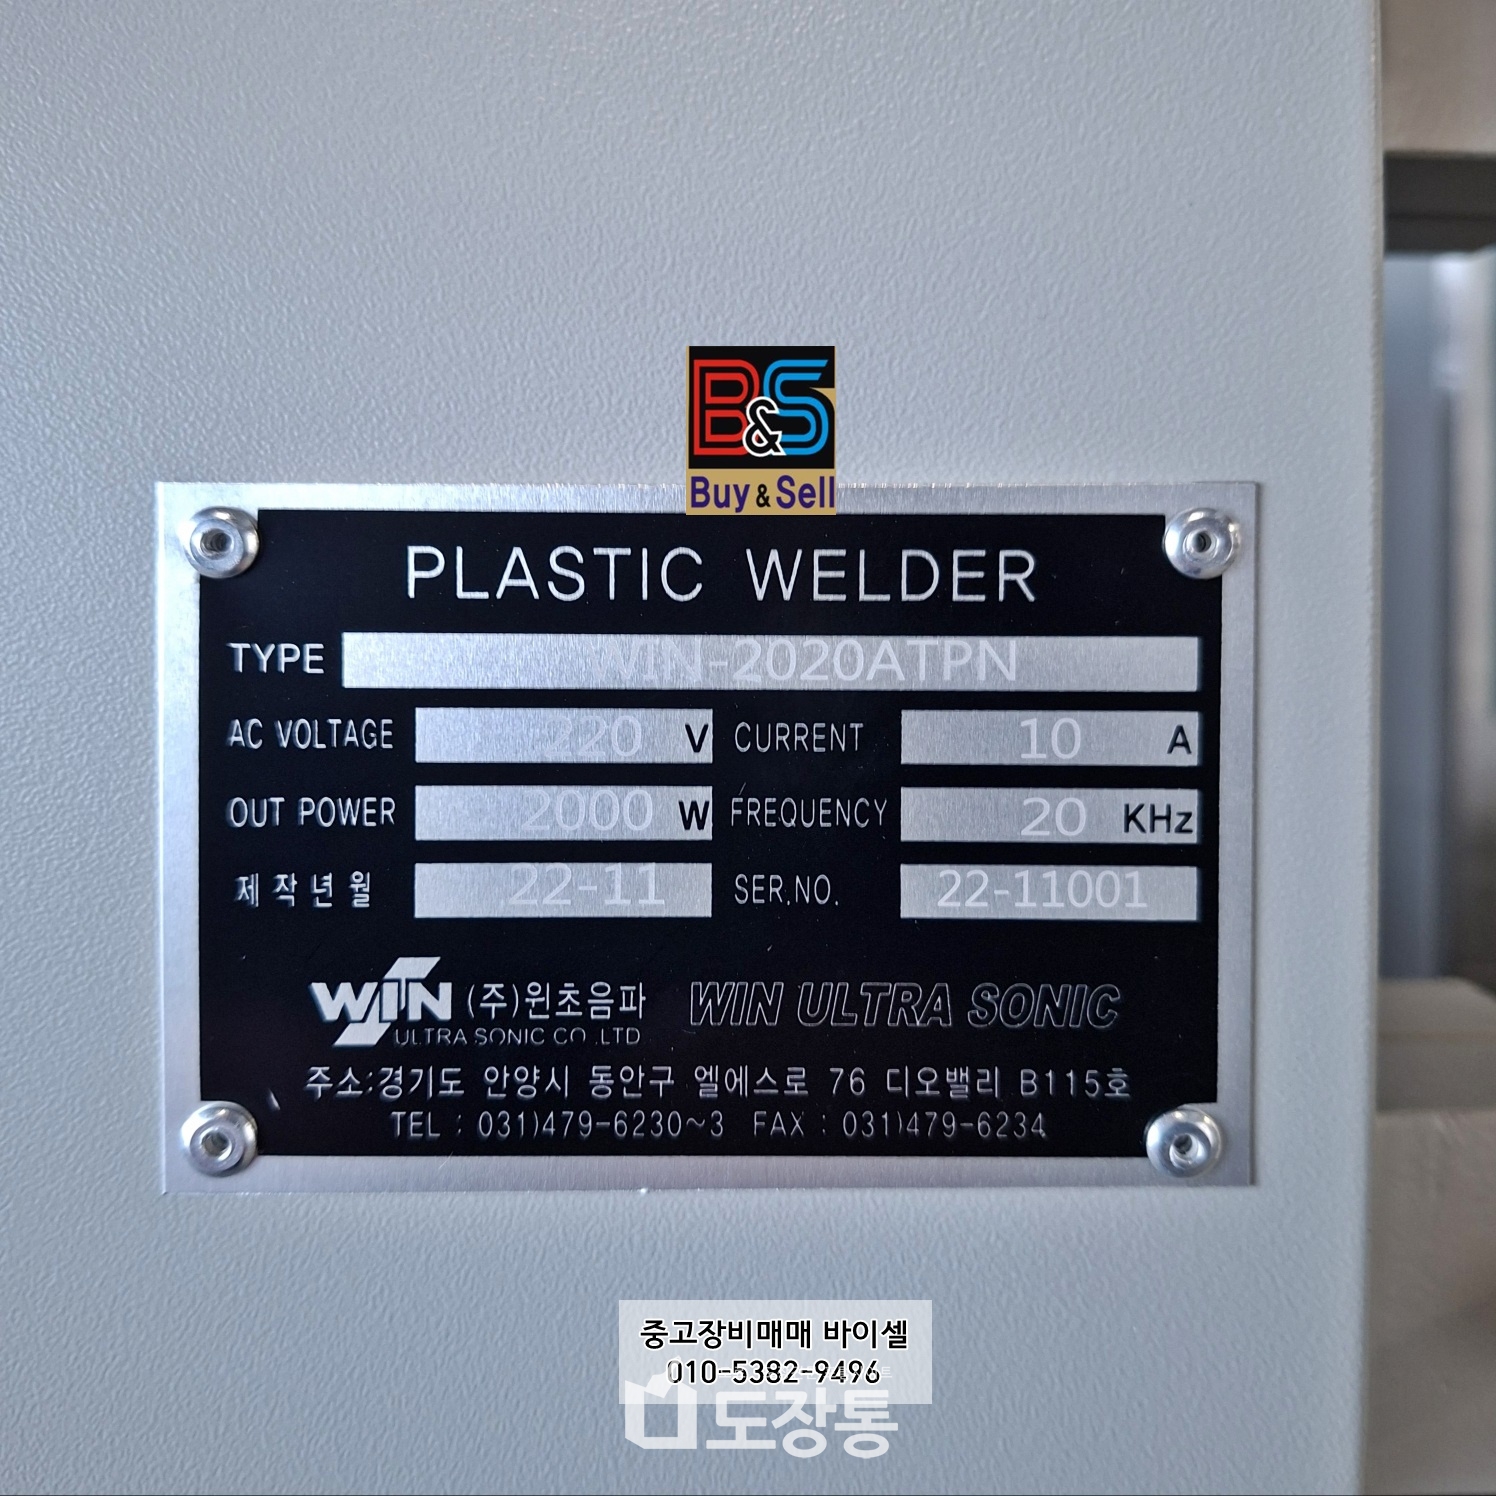 B&S
Buy & Sell
PLASTIC WELDER
TYPE WIN-2020ATPN
AC VOLTAGE 220 V CURRENT 10 A
OUT POWER 2000 W FREQUENCY 20 KHz
제작년월 22-11 SER.NO. 22-11001
WIN (주)윈초음파 WIN ULTRA SONIC
ULTRA SONIC CO .LTD
주소:경기도 안양시 동안구 엘에스로 76 디오밸리 B115호
TEL : 031)479-6230~3 FAX : 031)479-6234
중고장비매매 바이셀
010-5382-9496
도장통